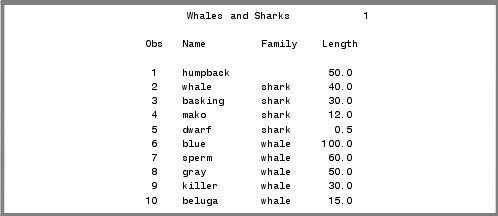 Whales and Sharks 1
Obs Name Family Length
1 humpback 50.0
2 whale shark 40.0
3 basking shark 30.0
4 mako shark 12.0
5 dwarf shark 0.5
6 blue whale 100.0
7 sperm whale 60.0
8 gray whale 50.0
9 killer whale 30.0
10 beluga whale 15.0